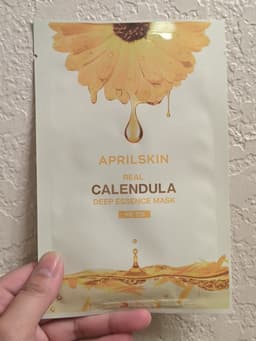 APRILSKIN
REAL
CALENDULA
DEEP ESSENCE MASK